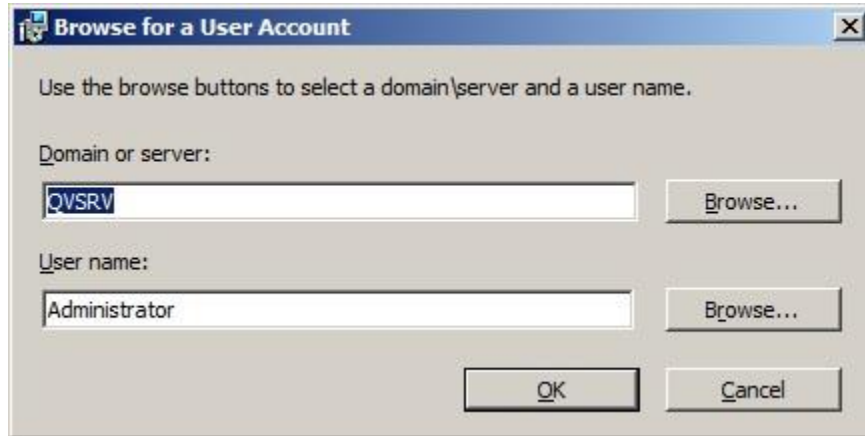 Browse for a User Account
Use the browse buttons to select a domain\server and a user name.
Domain or server:
QVSRV
Browse...
User name:
Administrator
Browse...
OK
Cancel